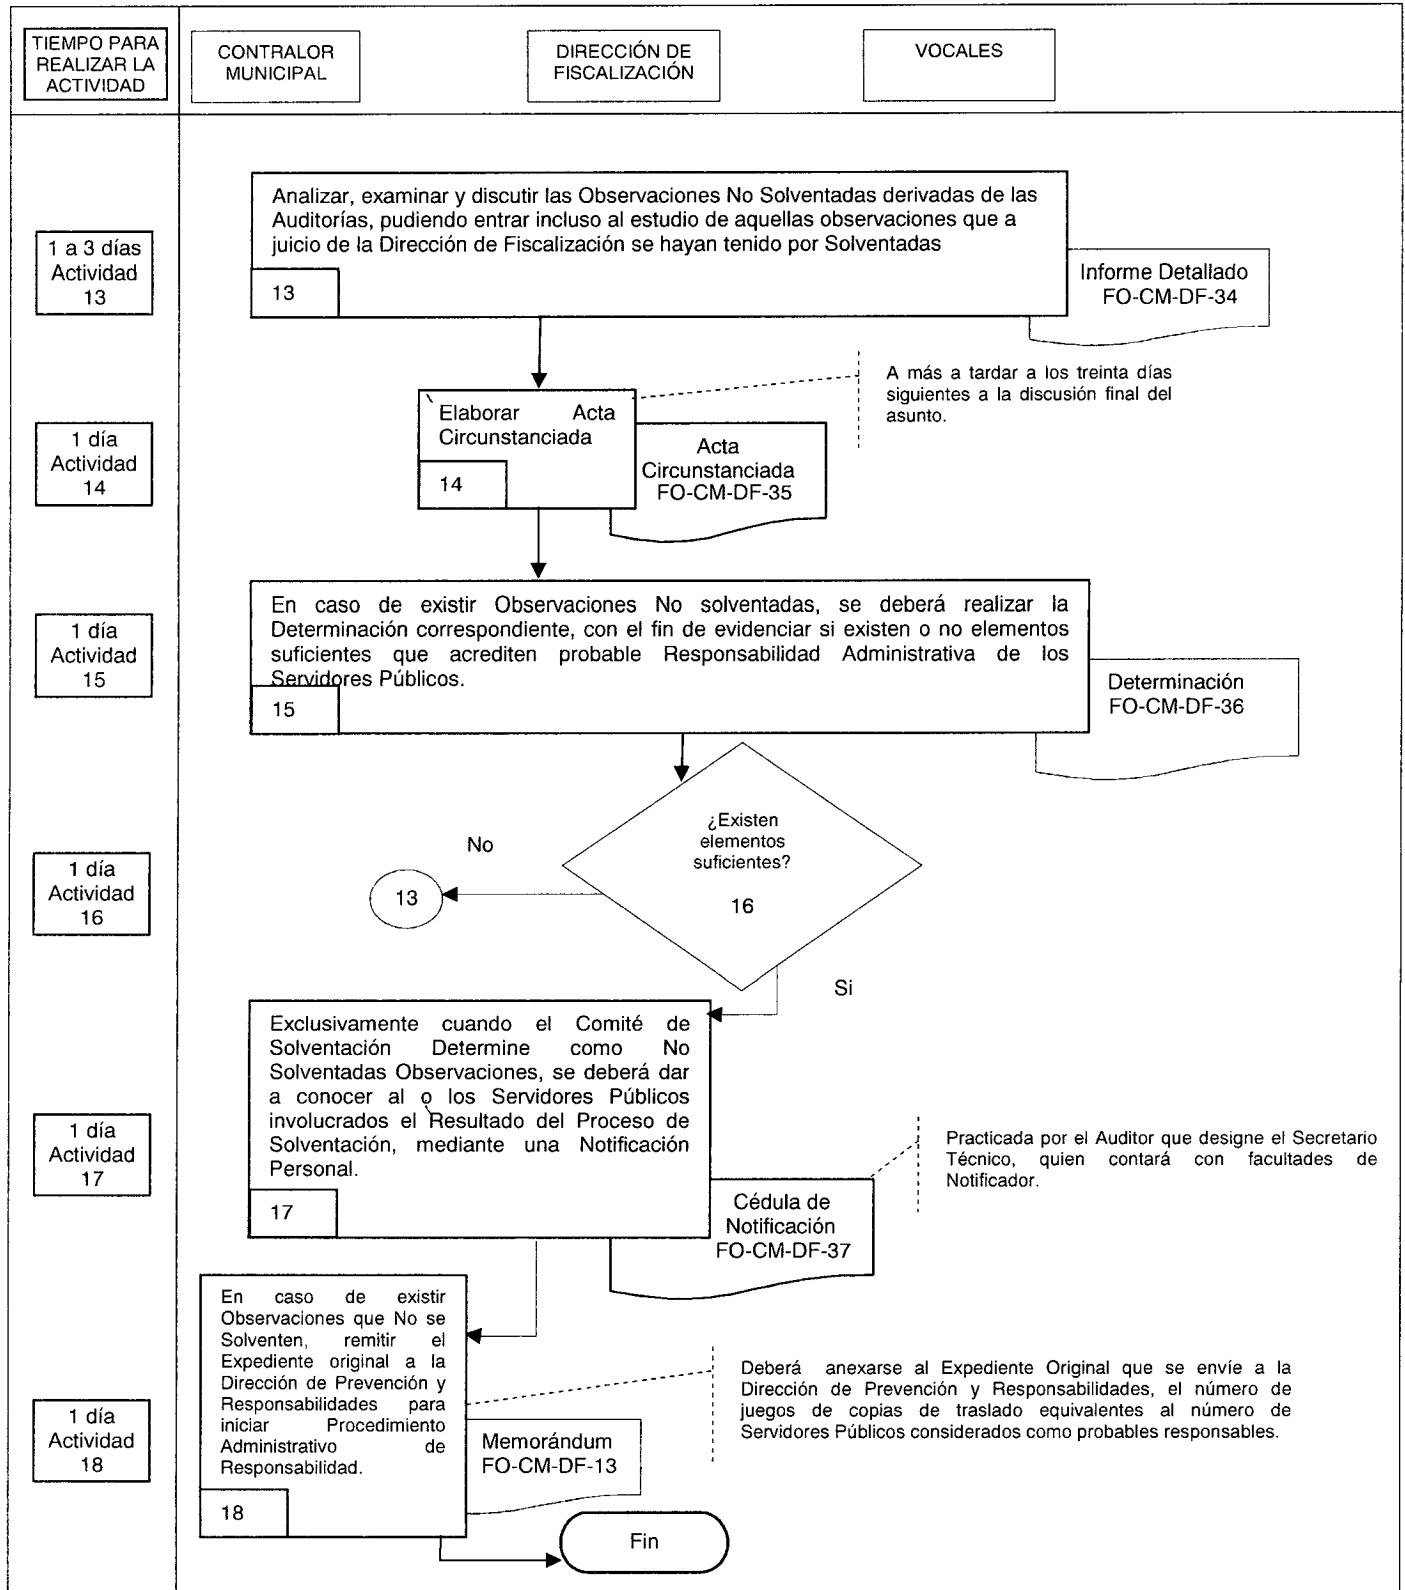 TIEMPO PARA
REALIZAR LA
ACTIVIDAD
CONTRALOR
MUNICIPAL
DIRECCIÓN DE
FISCALIZACIÓN
VOCALES
1 a 3 días
Actividad
13
Analizar, examinar y discutir las Observaciones No Solventadas derivadas de las
Auditorías, pudiendo entrar incluso al estudio de aquellas observaciones que a
juicio de la Dirección de Fiscalización se hayan tenido por Solventadas
13
Informe Detallado
FO-CM-DF-34
1 día
Actividad
14
Elaborar Acta
Circunstanciada
14
Acta
Circunstanciada
FO-CM-DF-35
A más a tardar a los treinta días
siguientes a la discusión final del
asunto.
1 día
Actividad
15
En caso de existir Observaciones No solventadas, se deberá realizar la
Determinación correspondiente, con el fin de evidenciar si existen o no elementos
suficientes que acrediten probable Responsabilidad Administrativa de los
Servidores Públicos.
15
Determinación
FO-CM-DF-36
1 día
Actividad
16
¿Existen
elementos
suficientes?
16
No
13
Si
1 día
Actividad
17
Exclusivamente cuando el Comité de
Solventación Determine como No
Solventadas Observaciones, se deberá dar
a conocer al o los Servidores Públicos
involucrados el Resultado del Proceso de
Solventación, mediante una Notificación
Personal.
17
Cédula de
Notificación
FO-CM-DF-37
Practicada por el Auditor que designe el Secretario
Técnico, quien contará con facultades de
Notificador.
1 día
Actividad
18
En caso de existir
Observaciones que No se
Solventen, remitir el
Expediente original a la
Dirección de Prevención y
Responsabilidades para
iniciar Procedimiento
Administrativo de
Responsabilidad.
18
Memorándum
FO-CM-DF-13
Deberá anexarse al Expediente Original que se envíe a la
Dirección de Prevención y Responsabilidades, el número de
juegos de copias de traslado equivalentes al número de
Servidores Públicos considerados como probables responsables.
Fin